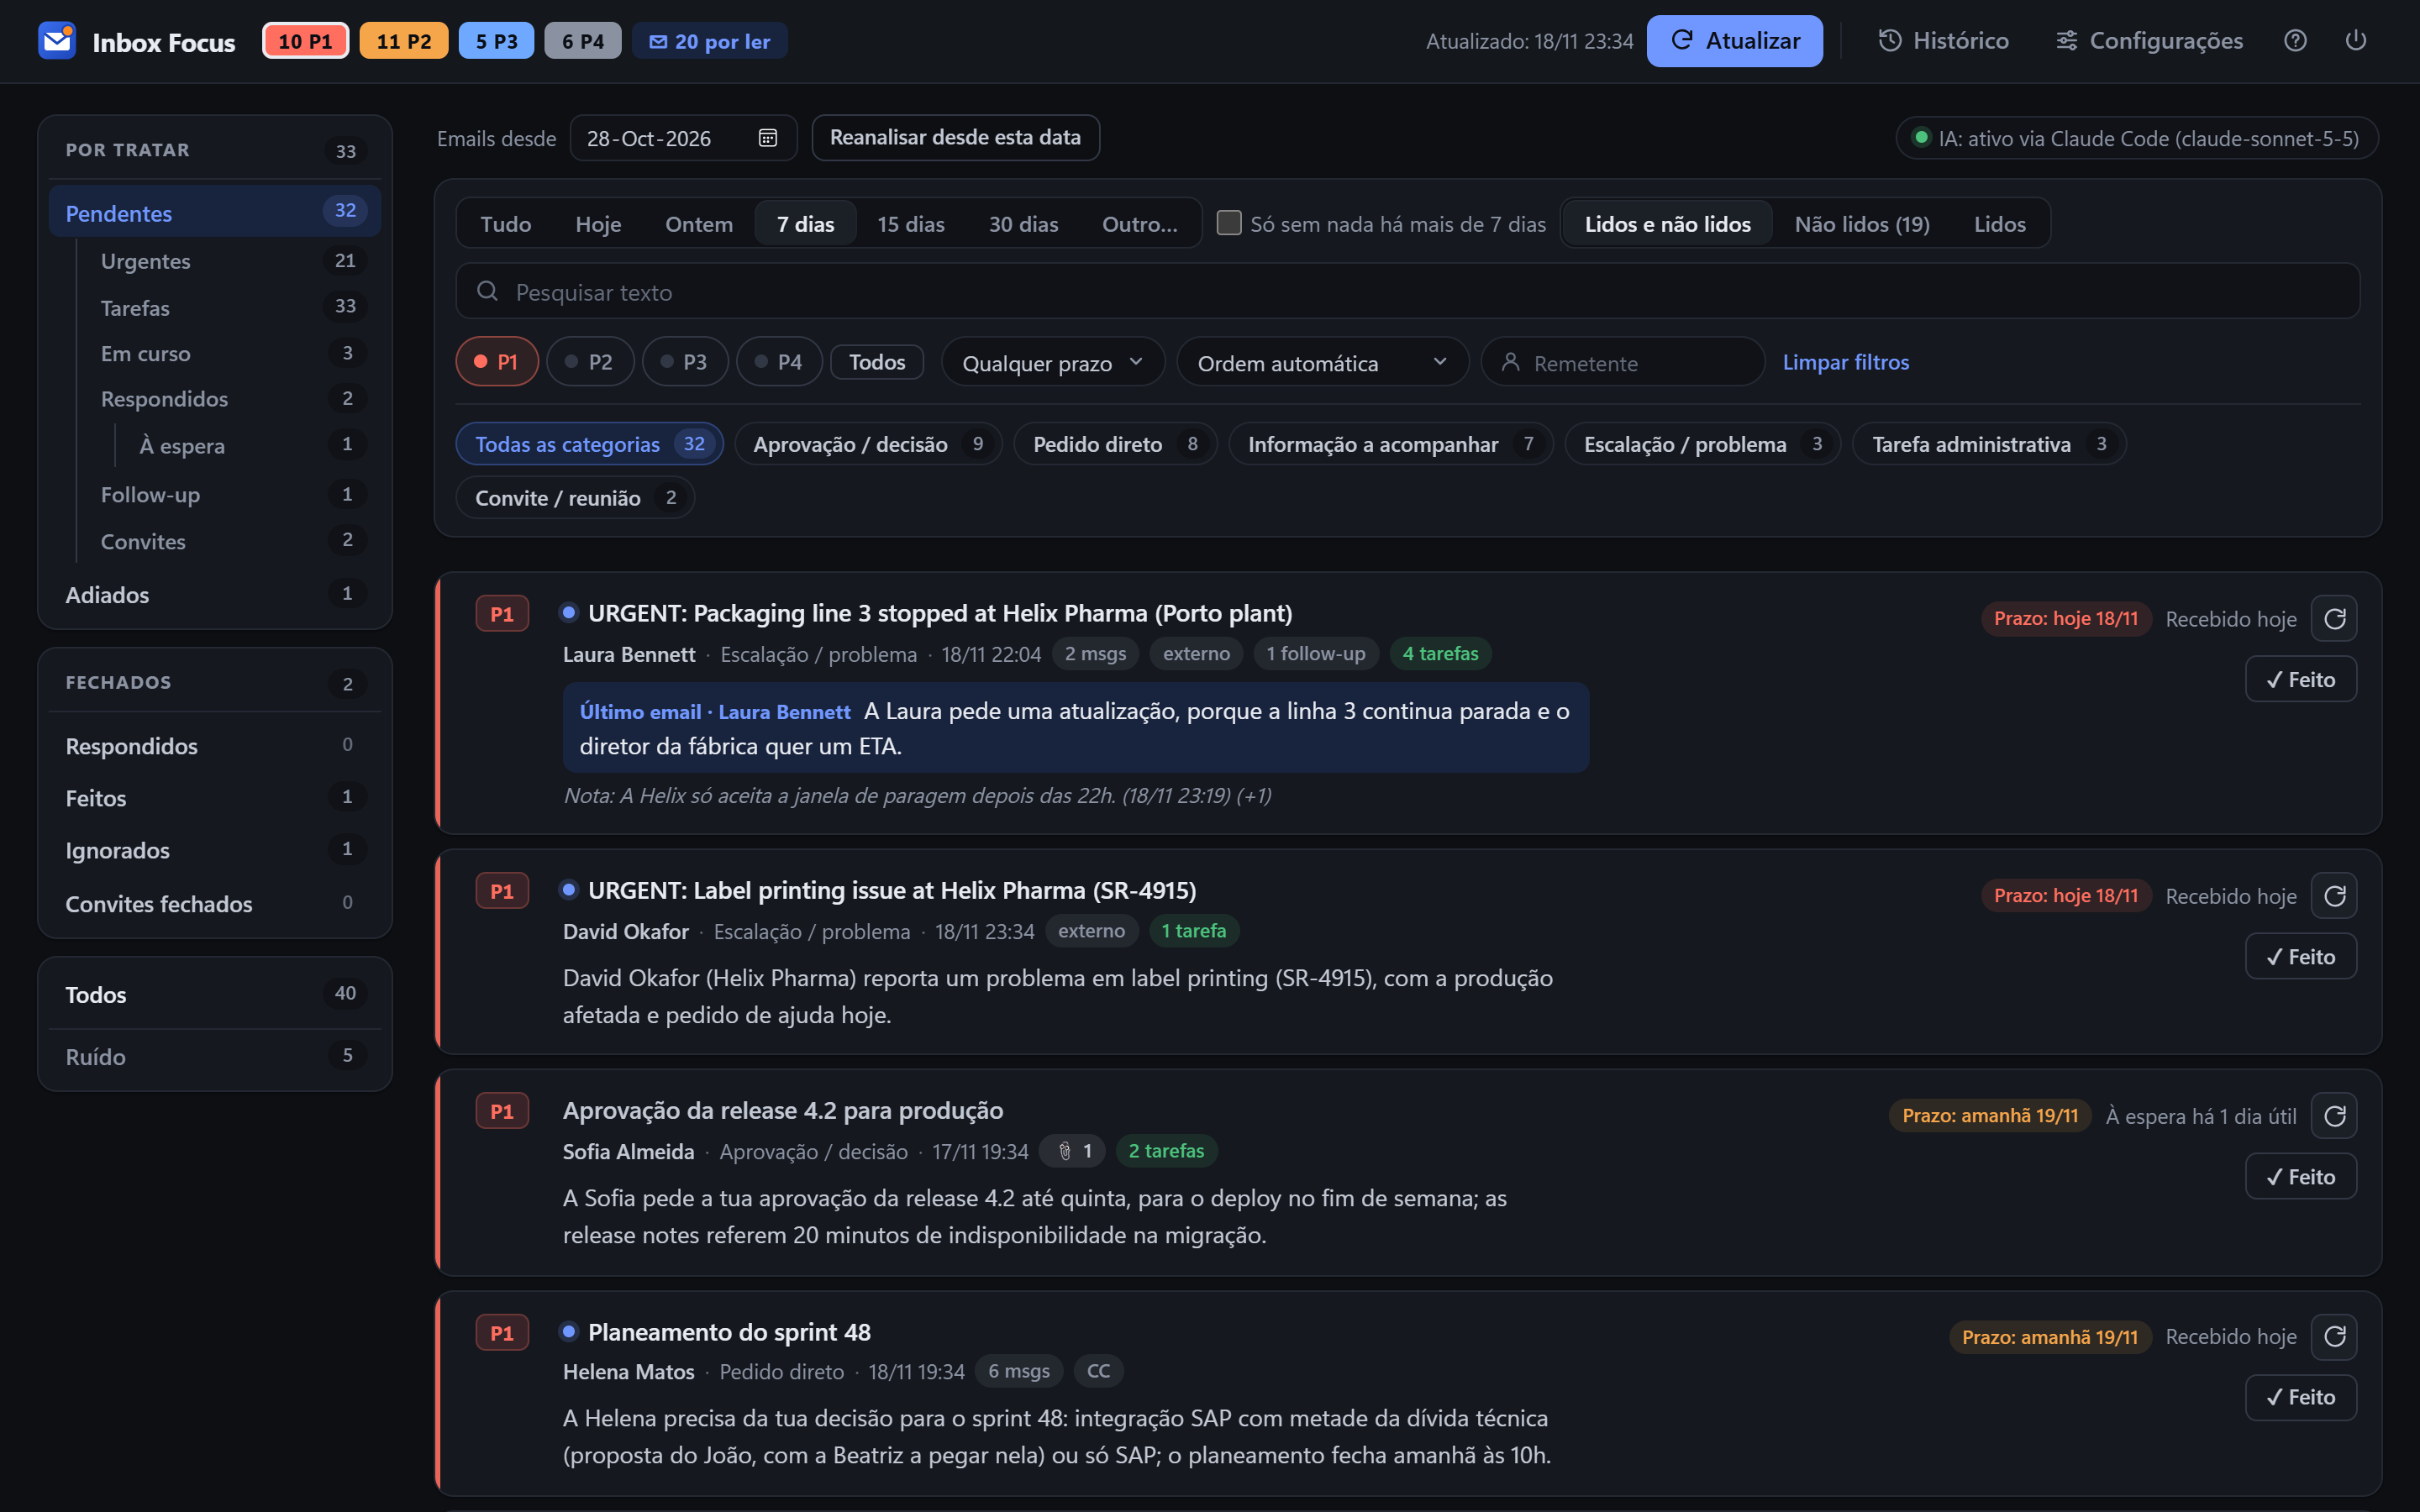 Inbox Focus 10 P1 11 P2 5 P3 6 P4 20 por ler Atualizado: 18/11 23:34 Atualizar Histórico Configurações
POR TRATAR 33
Pendentes 32
Urgentes 21
Tarefas 33
Em curso 3
Respondidos 2
À espera 1
Follow-up 1
Convites 2
Adiados 1
FECHADOS 2
Respondidos 0
Feitos 1
Ignorados 1
Convites fechados 0
Todos 40
Ruído 5
Emails desde 28-Oct-2026 Reanalisar desde esta data IA: ativo via Claude Code (claude-sonnet-5-5)
Tudo Hoje Ontem 7 dias 15 dias 30 dias Outro... Só sem nada há mais de 7 dias Lidos e não lidos Não lidos (19) Lidos
Pesquisar texto
P1 P2 P3 P4 Todos Qualquer prazo Ordem automática Remetente Limpar filtros
Todas as categorias 32 Aprovação / decisão 9 Pedido direto 8 Informação a acompanhar 7 Escalação / problema 3 Tarefa administrativa 3
Convite / reunião 2
P1 URGENT: Packaging line 3 stopped at Helix Pharma (Porto plant) Prazo: hoje 18/11 Recebido hoje
Laura Bennett · Escalação / problema · 18/11 22:04 2 msgs externo 1 follow-up 4 tarefas
✓ Feito
Último email · Laura Bennett A Laura pede uma atualização, porque a linha 3 continua parada e o
diretor da fábrica quer um ETA.
Nota: A Helix só aceita a janela de paragem depois das 22h. (18/11 23:19) (+1)
P1 URGENT: Label printing issue at Helix Pharma (SR-4915) Prazo: hoje 18/11 Recebido hoje
David Okafor · Escalação / problema · 18/11 23:34 externo 1 tarefa
✓ Feito
David Okafor (Helix Pharma) reporta um problema em label printing (SR-4915), com a produção
afetada e pedido de ajuda hoje.
P1 Aprovação da release 4.2 para produção Prazo: amanhã 19/11 À espera há 1 dia útil
Sofia Almeida · Aprovação / decisão · 17/11 19:34 1 2 tarefas
✓ Feito
A Sofia pede a tua aprovação da release 4.2 até quinta, para o deploy no fim de semana; as
release notes referem 20 minutos de indisponibilidade na migração.
P1 Planeamento do sprint 48 Prazo: amanhã 19/11 Recebido hoje
Helena Matos · Pedido direto · 18/11 19:34 6 msgs CC
✓ Feito
A Helena precisa da tua decisão para o sprint 48: integração SAP com metade da dívida técnica
(proposta do João, com a Beatriz a pegar nela) ou só SAP; o planeamento fecha amanhã às 10h.